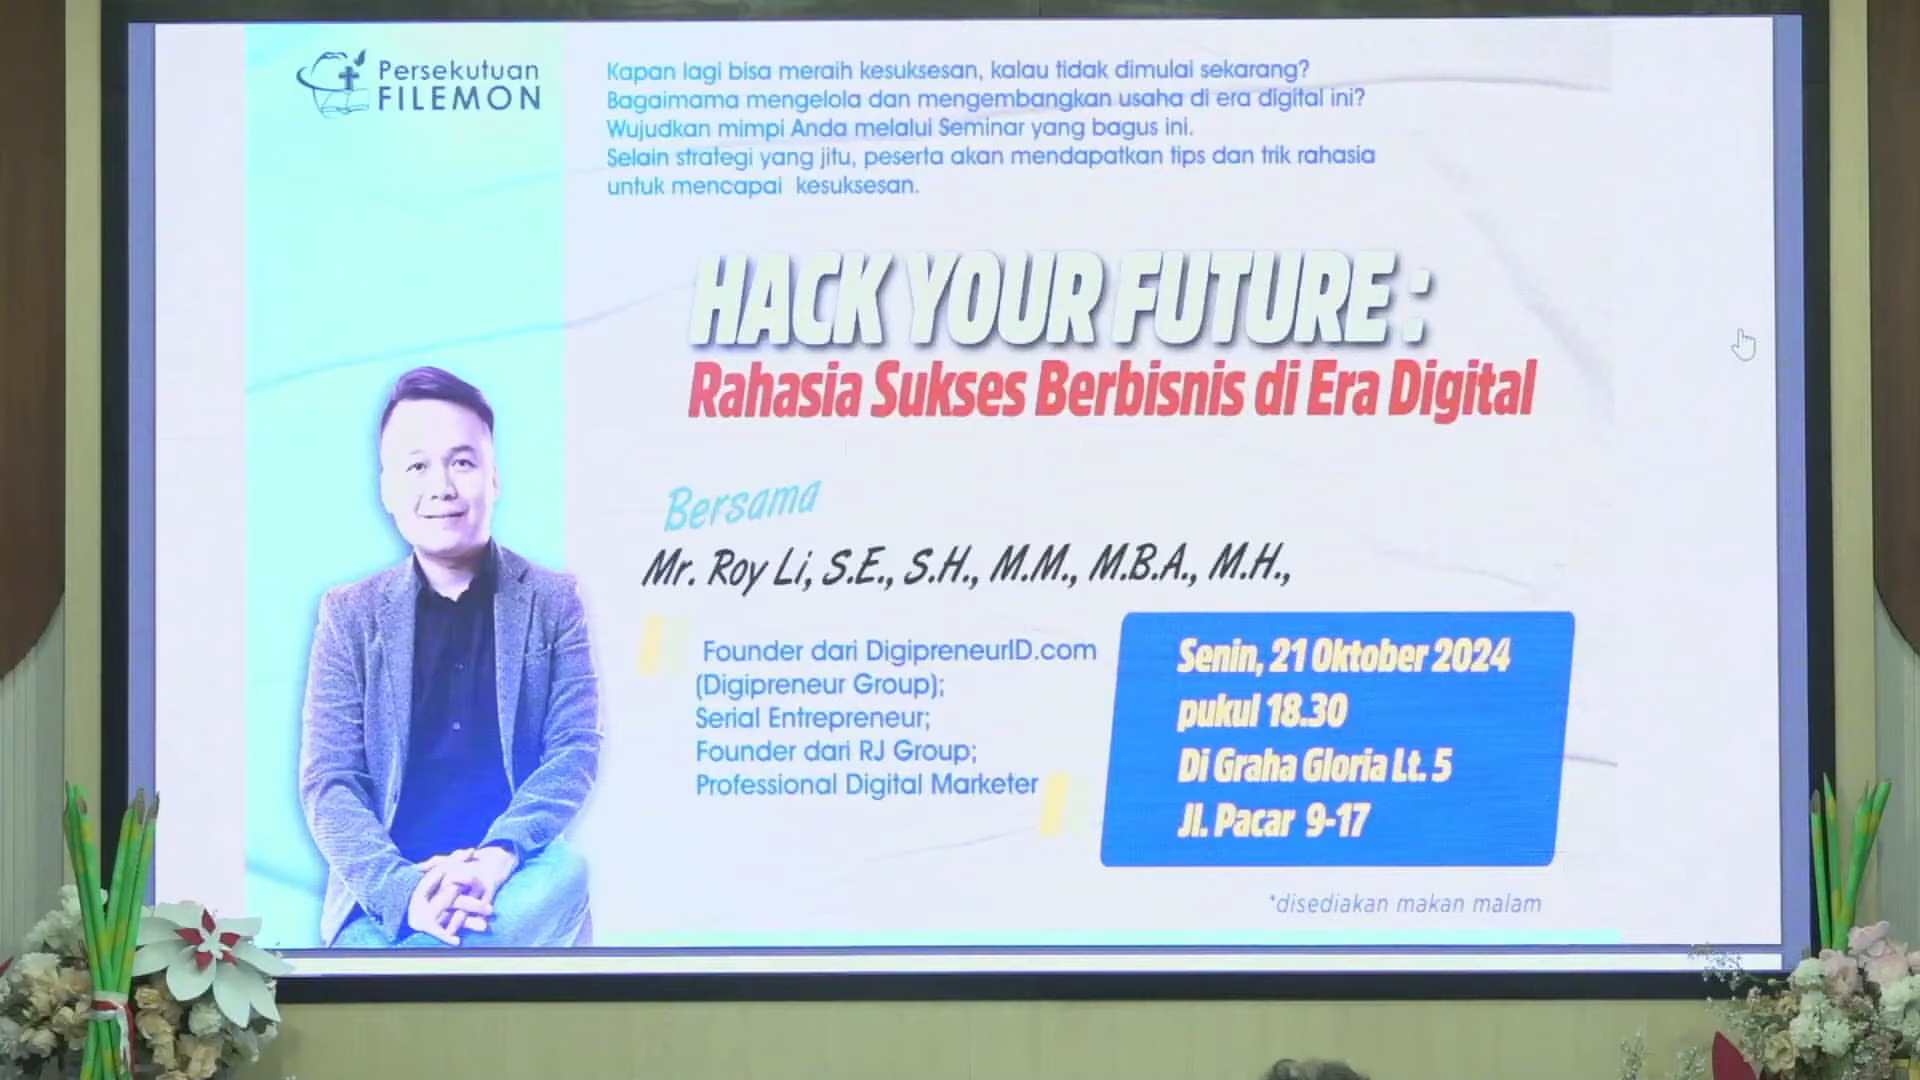 Persekutuan
FILEMON
Kapan lagi bisa meraih kesuksesan, kalau tidak dimulai sekarang?
Bagaimama mengelola dan mengembangkan usaha di era digital ini?
Wujudkan mimpi Anda melalui Seminar yang bagus ini.
Selain strategi yang jitu, peserta akan mendapatkan tips dan trik rahasia
untuk mencapai kesuksesan.
HACK YOUR FUTURE :
Rahasia Sukses Berbisnis di Era Digital
Bersama
Mr. Roy Li, S.E., S.H., M.M., M.B.A., M.H.,
Founder dari DigipreneurID.com
(Digipreneur Group);
Serial Entrepreneur;
Founder dari RJ Group;
Professional Digital Marketer
Senin, 21 Oktober 2024
pukul 18.30
Di Graha Gloria Lt. 5
Jl. Pacar 9-17
*disediakan makan malam